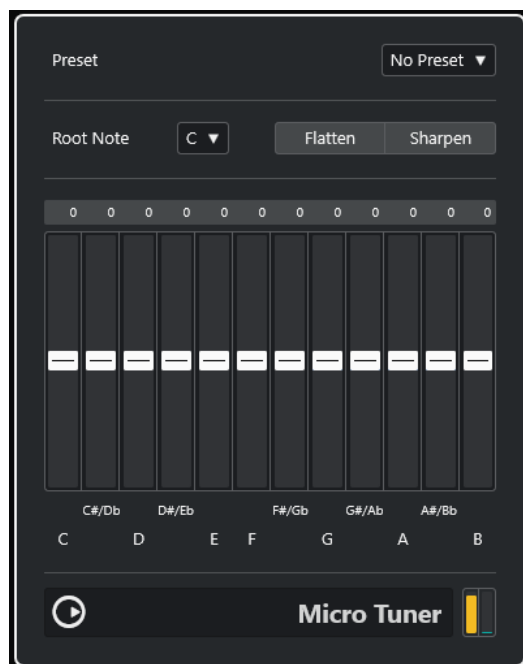 Preset No Preset
Root Note C Flatten Sharpen
0 0 0 0 0 0 0 0 0 0 0 0
C#/Db D#/Eb F#/Gb G#/Ab A#/Bb
C D E F G A B
Micro Tuner